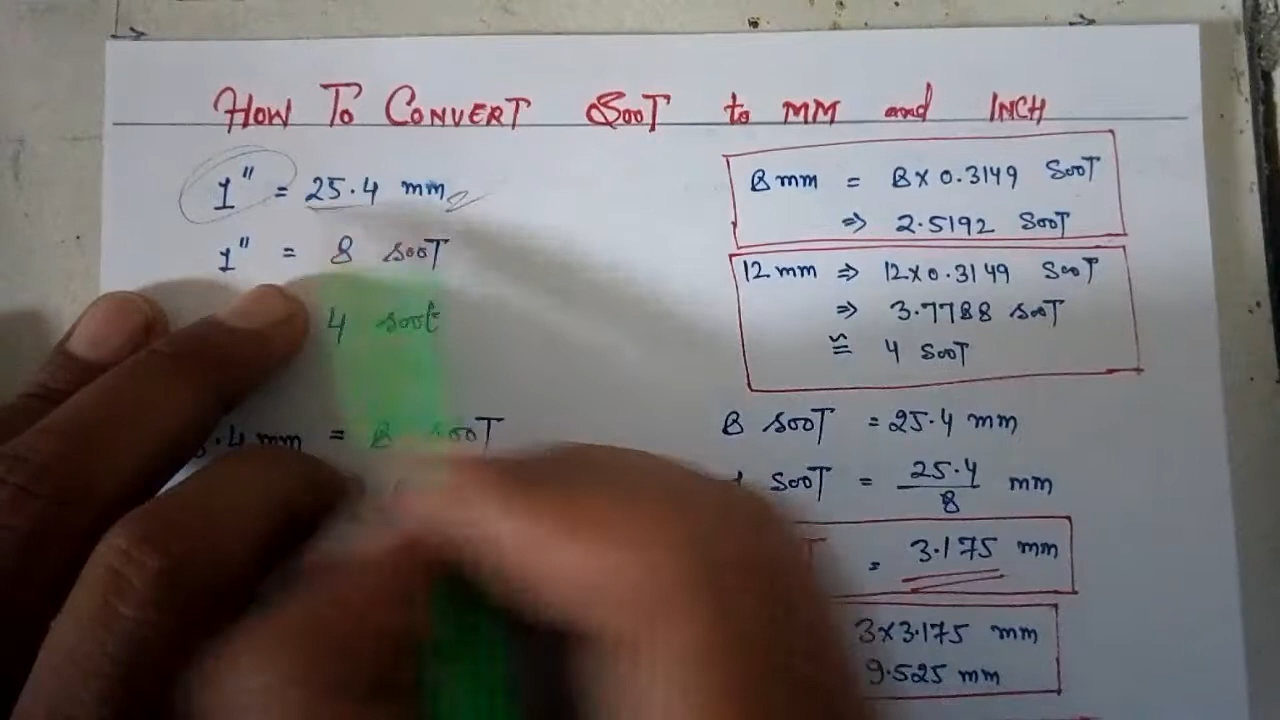 HOW TO CONVERT SOOT to MM and INCH
1" = 25.4 mm
1" = 8 SOOT
4 soot
.4 mm = 8 SOOT
8 mm = 8 X 0.3149 SOOT
⇒ 2.5192 SOOT
12 mm ⇒ 12 X 0.3149 SOOT
⇒ 3.7788 SOOT
≅ 4 SOOT
8 SOOT = 25.4 mm
SOOT = 25.4/8 mm
= 3.175 mm
3X3.175 mm
9.525 mm